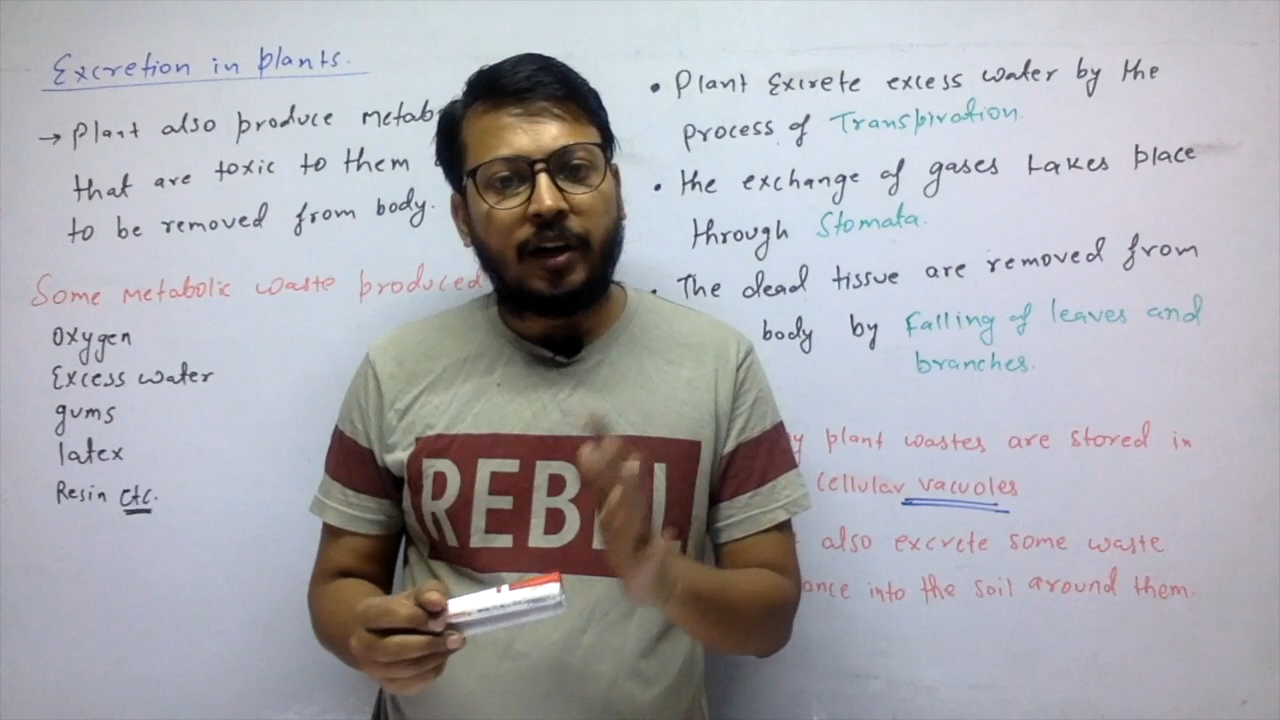 Excretion in plants.
→ Plant also produce metab
that are toxic to them
to be removed from body.
Some metabolic waste produced
Oxygen
Excess water
gums
latex
Resin etc.
• Plant Excrete excess water by the
process of Transpiration.
• the exchange of gases takes place
through Stomata.
• The dead tissue are removed from
body by falling of leaves and
branches.
plant wastes are stored in
cellular vacuoles
also excrete some waste
into the soil around them.
REBEL